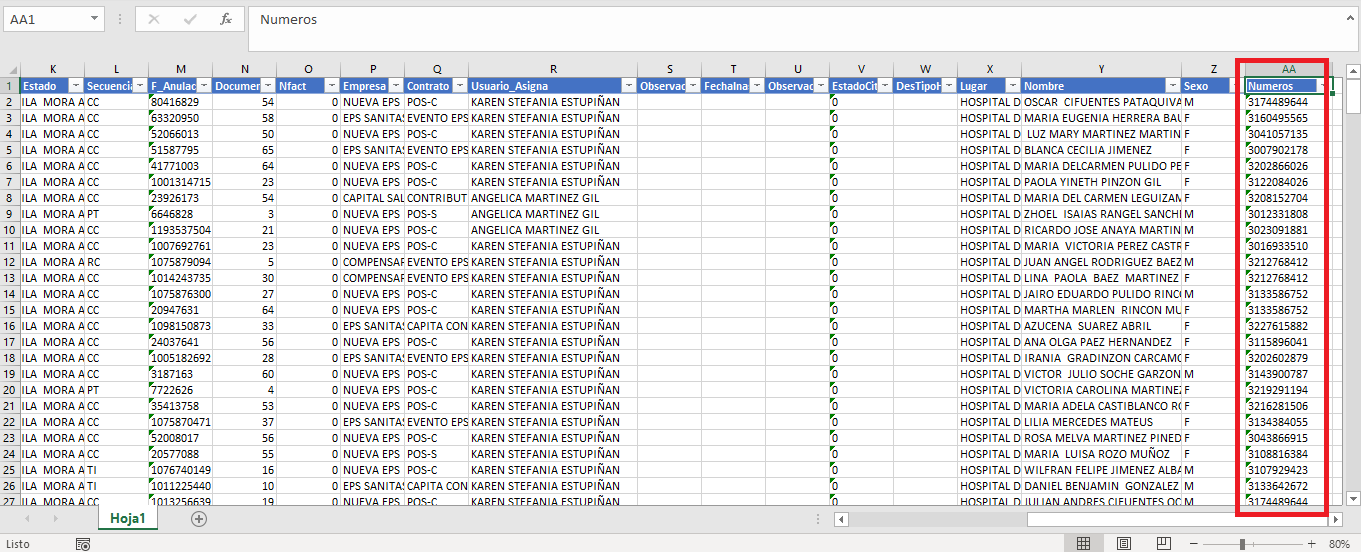 AA1 fx Numeros
K L M N O P Q R S T U V W X Y Z AA
1 Estado Secuencia F_Anulac Documen Nfact Empresa Contrato Usuario_Asigna Observac FechaInas Observac EstadoCit DesTipoH Lugar Nombre Sexo Numeros
2 ILA MORA A CC 80416829 54 0 NUEVA EPS POS-C KAREN STEFANIA ESTUPIÑAN 0 HOSPITAL D OSCAR CIFUENTES PATAQUIVA M 3174489644
3 ILA MORA A CC 63320950 58 0 EPS SANITAS EVENTO EPS KAREN STEFANIA ESTUPIÑAN 0 HOSPITAL D MARIA EUGENIA HERRERA BAU F 3160495565
4 ILA MORA A CC 52066013 50 0 NUEVA EPS POS-C KAREN STEFANIA ESTUPIÑAN 0 HOSPITAL D LUZ MARY MARTINEZ MARTIN F 3041057135
5 ILA MORA A CC 51587795 65 0 EPS SANITAS EVENTO EPS KAREN STEFANIA ESTUPIÑAN 0 HOSPITAL D BLANCA CECILIA JIMENEZ F 3007902178
6 ILA MORA A CC 41771003 64 0 NUEVA EPS POS-C KAREN STEFANIA ESTUPIÑAN 0 HOSPITAL D MARIA DELCARMEN PULIDO PE F 3202866026
7 ILA MORA A CC 1001314715 23 0 NUEVA EPS POS-C KAREN STEFANIA ESTUPIÑAN 0 HOSPITAL D PAOLA YINETH PINZON GIL F 3122084026
8 ILA MORA A CC 23926173 54 0 CAPITAL SAL CONTRIBUT ANGELICA MARTINEZ GIL 0 HOSPITAL D MARIA DEL CARMEN LEGUIZAM F 3208152704
9 ILA MORA A PT 6646828 3 0 NUEVA EPS POS-S ANGELICA MARTINEZ GIL 0 HOSPITAL D ZHOEL ISAIAS RANGEL SANCH M 3012331808
10 ILA MORA A CC 1193537504 21 0 NUEVA EPS POS-C ANGELICA MARTINEZ GIL 0 HOSPITAL D RICARDO JOSE ANAYA MARTIN M 3023091881
11 ILA MORA A CC 1007692761 23 0 NUEVA EPS POS-C KAREN STEFANIA ESTUPIÑAN 0 HOSPITAL D MARIA VICTORIA PEREZ CASTR F 3016933510
12 ILA MORA A RC 1075879094 5 0 COMPENSAR EVENTO EPS KAREN STEFANIA ESTUPIÑAN 0 HOSPITAL D JUAN ANGEL RODRIGUEZ BAEZ M 3212768412
13 ILA MORA A CC 1014243735 30 0 COMPENSAR EVENTO EPS KAREN STEFANIA ESTUPIÑAN 0 HOSPITAL D LINA PAOLA BAEZ MARTINEZ F 3212768412
14 ILA MORA A CC 1075876300 27 0 NUEVA EPS POS-C KAREN STEFANIA ESTUPIÑAN 0 HOSPITAL D JAIRO EDUARDO PULIDO RINC M 3133586752
15 ILA MORA A CC 20947631 64 0 NUEVA EPS POS-C KAREN STEFANIA ESTUPIÑAN 0 HOSPITAL D MARTHA MARLEN RINCON MU F 3133586752
16 ILA MORA A CC 1098150873 33 0 EPS SANITAS CAPITA CON KAREN STEFANIA ESTUPIÑAN 0 HOSPITAL D AZUCENA SUAREZ ABRIL F 3227615882
17 ILA MORA A CC 24037641 56 0 NUEVA EPS POS-C KAREN STEFANIA ESTUPIÑAN 0 HOSPITAL D ANA OLGA PAEZ HERNANDEZ F 3115896041
18 ILA MORA A CC 1005182692 28 0 EPS SANITAS EVENTO EPS KAREN STEFANIA ESTUPIÑAN 0 HOSPITAL D IRANIA GRADINZON CARCAMO F 3202602879
19 ILA MORA A CC 3187163 60 0 NUEVA EPS POS-C KAREN STEFANIA ESTUPIÑAN 0 HOSPITAL D VICTOR JULIO SOCHE GARZON M 3143900787
20 ILA MORA A PT 7722626 4 0 NUEVA EPS POS-C KAREN STEFANIA ESTUPIÑAN 0 HOSPITAL D VICTORIA CAROLINA MARTINEZ F 3219291194
21 ILA MORA A CC 35413758 53 0 NUEVA EPS POS-C KAREN STEFANIA ESTUPIÑAN 0 HOSPITAL D MARIA ADELA CASTIBLANCO RO F 3216281506
22 ILA MORA A CC 1075870471 37 0 EPS SANITAS EVENTO EPS KAREN STEFANIA ESTUPIÑAN 0 HOSPITAL D LILIA MERCEDES MATEUS F 3134384055
23 ILA MORA A CC 52008017 56 0 NUEVA EPS POS-C KAREN STEFANIA ESTUPIÑAN 0 HOSPITAL D ROSA MELVA MARTINEZ PINED F 3043866915
24 ILA MORA A CC 20577088 55 0 NUEVA EPS POS-S KAREN STEFANIA ESTUPIÑAN 0 HOSPITAL D MARIA LUISA ROZO MUÑOZ F 3108816384
25 ILA MORA A TI 1076740149 16 0 NUEVA EPS POS-C KAREN STEFANIA ESTUPIÑAN 0 HOSPITAL D WILFRAN FELIPE JIMENEZ ALBA M 3107929423
26 ILA MORA A TI 1011225440 10 0 EPS SANITAS CAPITA CON KAREN STEFANIA ESTUPIÑAN 0 HOSPITAL D DANIEL BENJAMIN GONZALEZ M 3133642672
27 ILA MORA A CC 1013256639 19 0 NUEVA EPS POS-C KAREN STEFANIA ESTUPIÑAN 0 HOSPITAL D JULIAN ANDRES CIFUENTES OC M 3174489644
Hoja1
Listo 80%